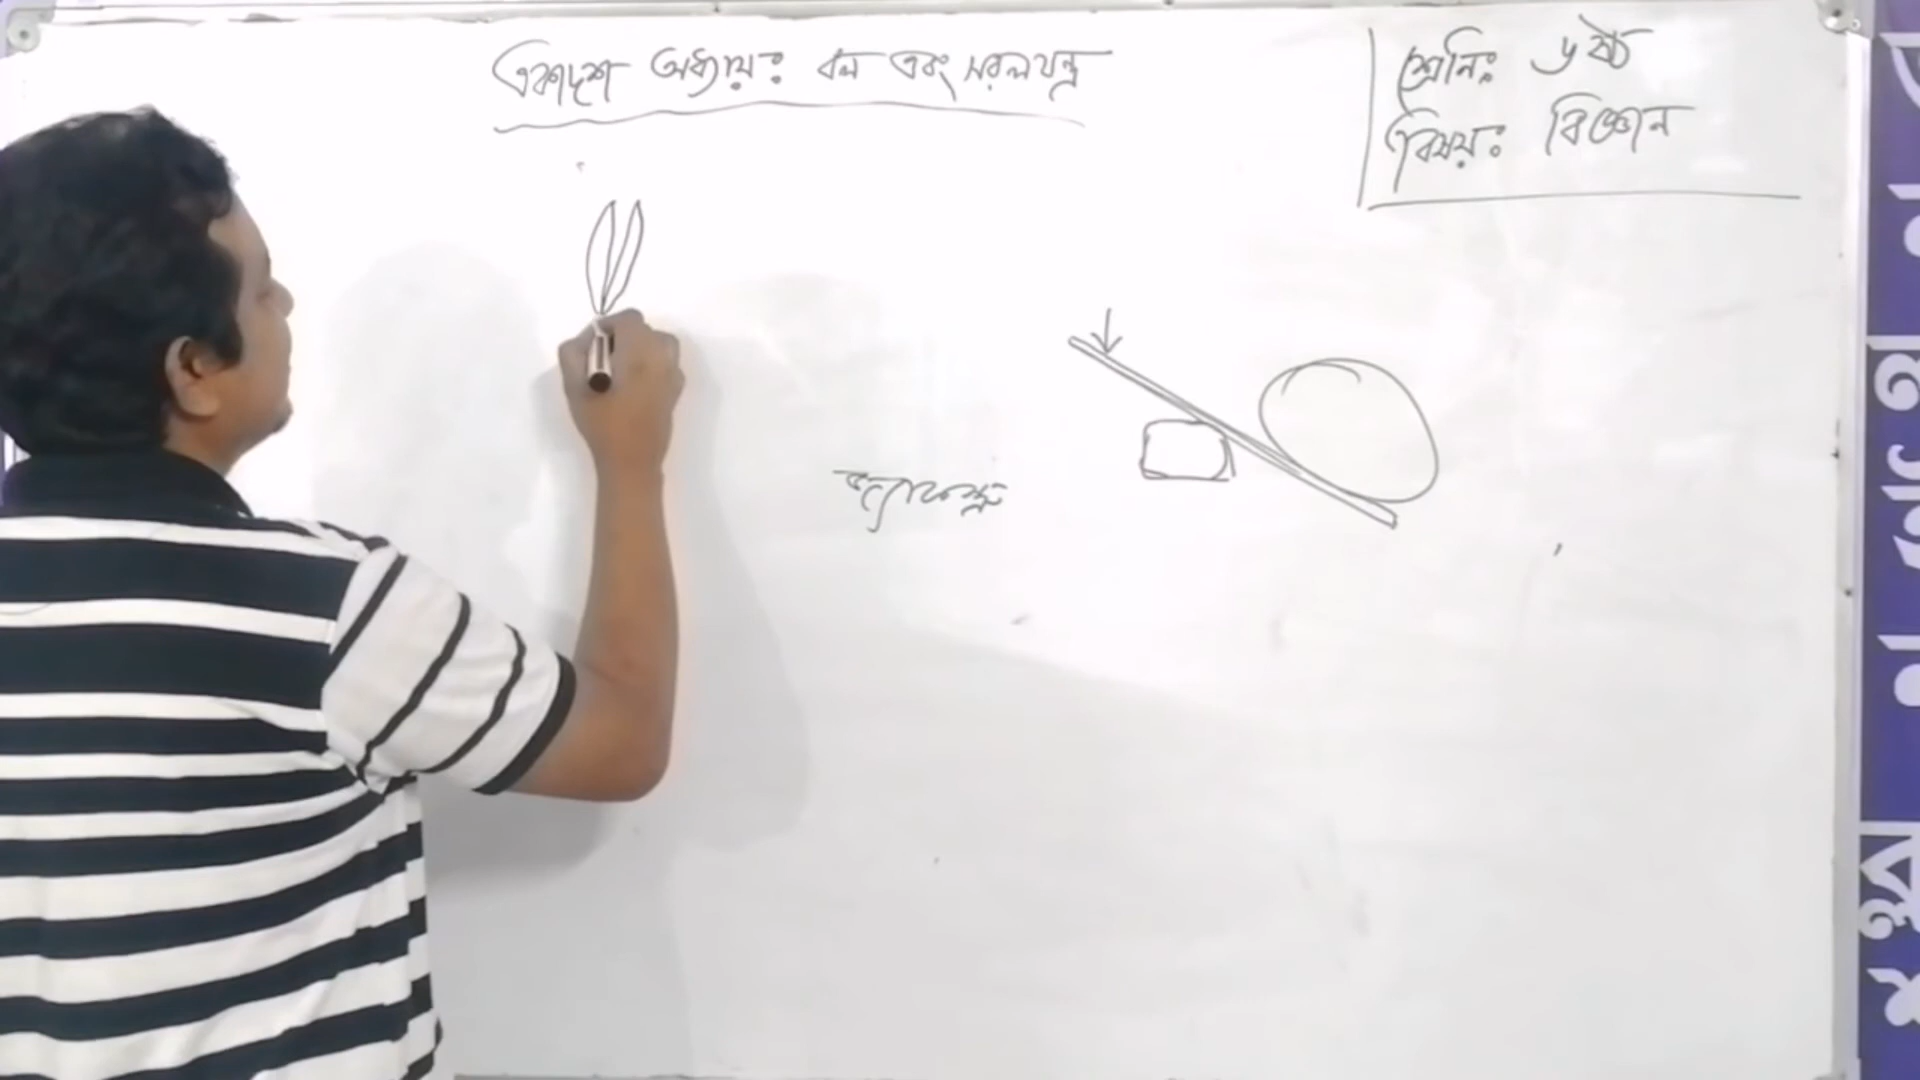 একাদশ অধ্যায়ঃ বল এবং সরলযন্ত্র
শ্রেনিঃ ৬ষ্ঠ
বিষয়ঃ বিজ্ঞান